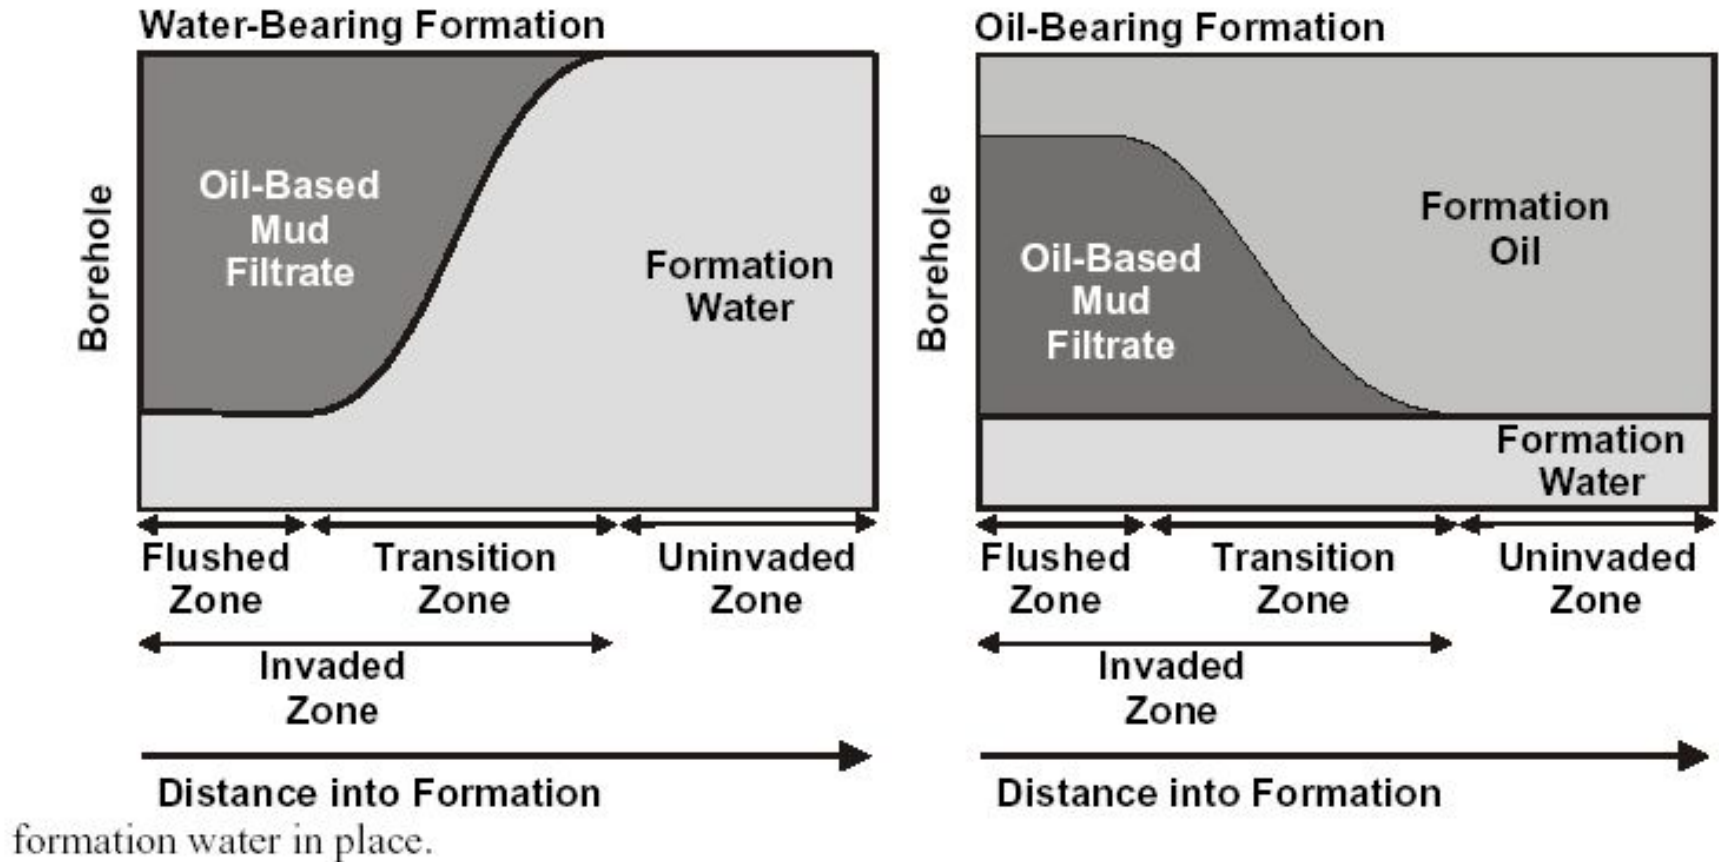 Water-Bearing Formation
Borehole
Oil-Based
Mud
Filtrate
Formation
Water
Flushed
Zone
Transition
Zone
Uninvaded
Zone
Invaded
Zone
Distance into Formation
Oil-Bearing Formation
Borehole
Oil-Based
Mud
Filtrate
Formation
Oil
Formation
Water
Flushed
Zone
Transition
Zone
Uninvaded
Zone
Invaded
Zone
Distance into Formation
formation water in place.